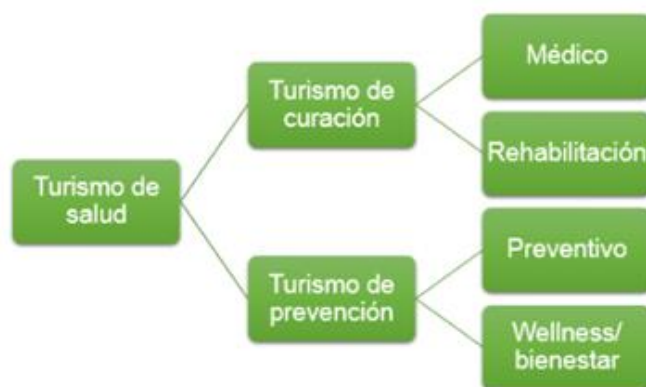 Turismo de
salud
Turismo de
curación
Médico
Rehabilitación
Turismo de
prevención
Preventivo
Wellness/
bienestar